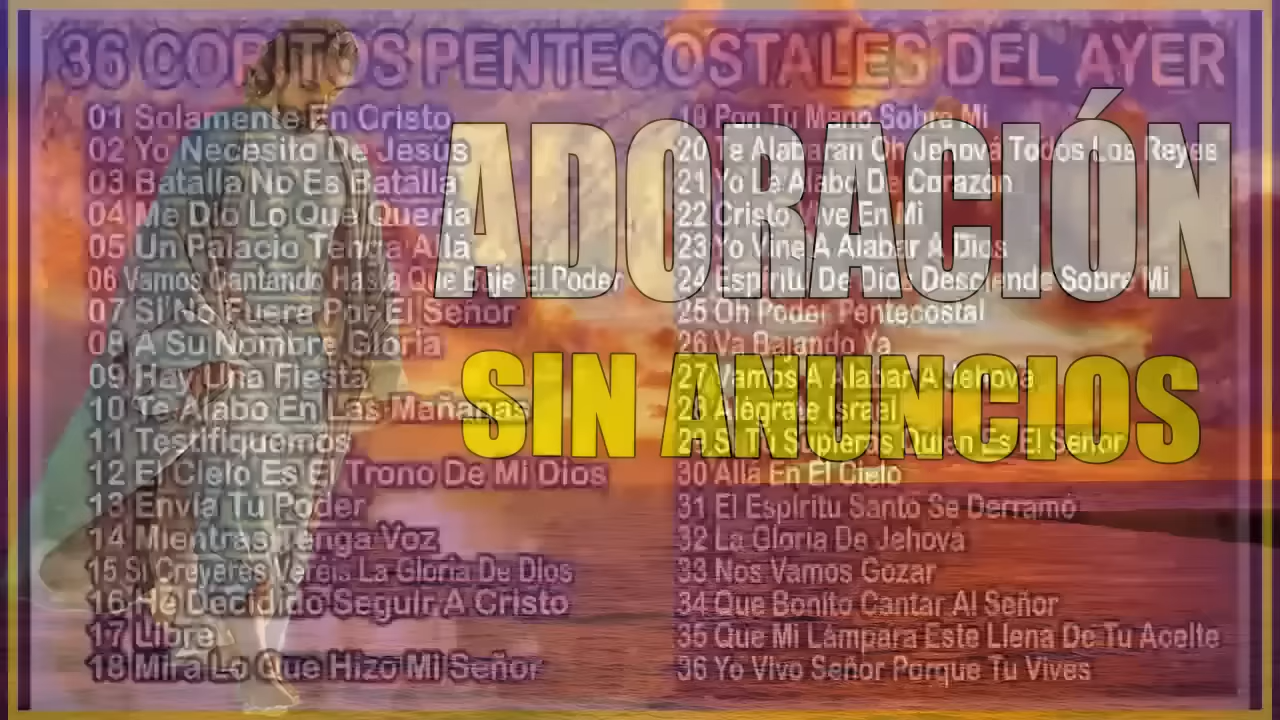 36 CORITOS PENTECOSTALES DEL AYER
01 Solamente En Cristo
02 Yo Necesito De Jesús
03 Batalla No Es Batalla
04 Me Dio Lo Que Quería
05 Un Palacio Tengo Allá
06 Vamos Cantando Hasta Que Baje El Poder
07 Si No Fuera Por El Señor
08 A Su Nombre Gloria
09 Hay Una Fiesta
10 Te Alabo En Las Mañanas
11 Testifiquemos
12 El Cielo Es El Trono De Mi Dios
13 Envía Tu Poder
14 Mientras Tenga Voz
15 Si Creyeres Veréis La Gloria De Dios
16 He Decidido Seguir A Cristo
17 Libre
18 Mira Lo Que Hizo Mi Señor
19 Pon Tu Mano Sobre Mi
20 Te Alabaran Oh Jehová Todos Los Reyes
21 Yo Le Alabo De Corazón
22 Cristo Vive En Mi
23 Yo Vine A Alabar A Dios
24 Espíritu De Dios Desciende Sobre Mi
25 Oh Poder Pentecostal
26 Va Bajando Ya
27 Vamos A Alabar A Jehová
28 Alégrate Israel
29 Si Tú Supieras Quien Es El Señor
30 Allá En El Cielo
31 El Espíritu Santo Se Derramó
32 La Gloria De Jehová
33 Nos Vamos Gozar
34 Que Bonito Cantar Al Señor
35 Que Mi Lámpara Este Llena De Tu Aceite
36 Yo Vivo Señor Porque Tu Vives
ADORACIÓN
SIN ANUNCIOS